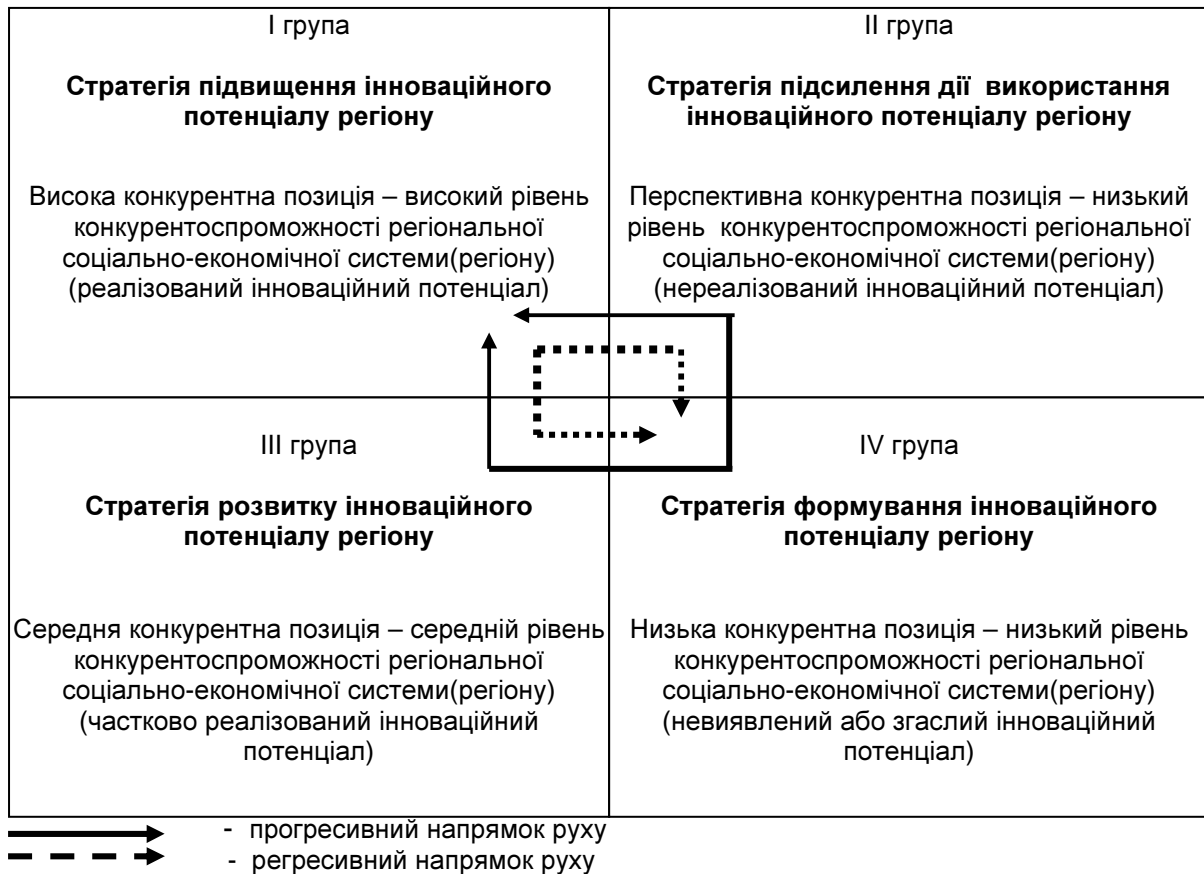 І група
Стратегія підвищення інноваційного
потенціалу регіону
Висока конкурентна позиція – високий рівень
конкурентоспроможності регіональної
соціально-економічної системи(регіону)
(реалізований інноваційний потенціал)
ІІ група
Стратегія підсилення дії використання
інноваційного потенціалу регіону
Перспективна конкурентна позиція – низький
рівень конкурентоспроможності регіональної
соціально-економічної системи(регіону)
(нереалізований інноваційний потенціал)
ІІІ група
Стратегія розвитку інноваційного
потенціалу регіону
Середня конкурентна позиція – середній рівень
конкурентоспроможності регіональної
соціально-економічної системи(регіону)
(частково реалізований інноваційний
потенціал)
IV група
Стратегія формування інноваційного
потенціалу регіону
Низька конкурентна позиція – низький рівень
конкурентоспроможності регіональної
соціально-економічної системи(регіону)
(невиявлений або згаслий інноваційний
потенціал)
- прогресивний напрямок руху
- регресивний напрямок руху